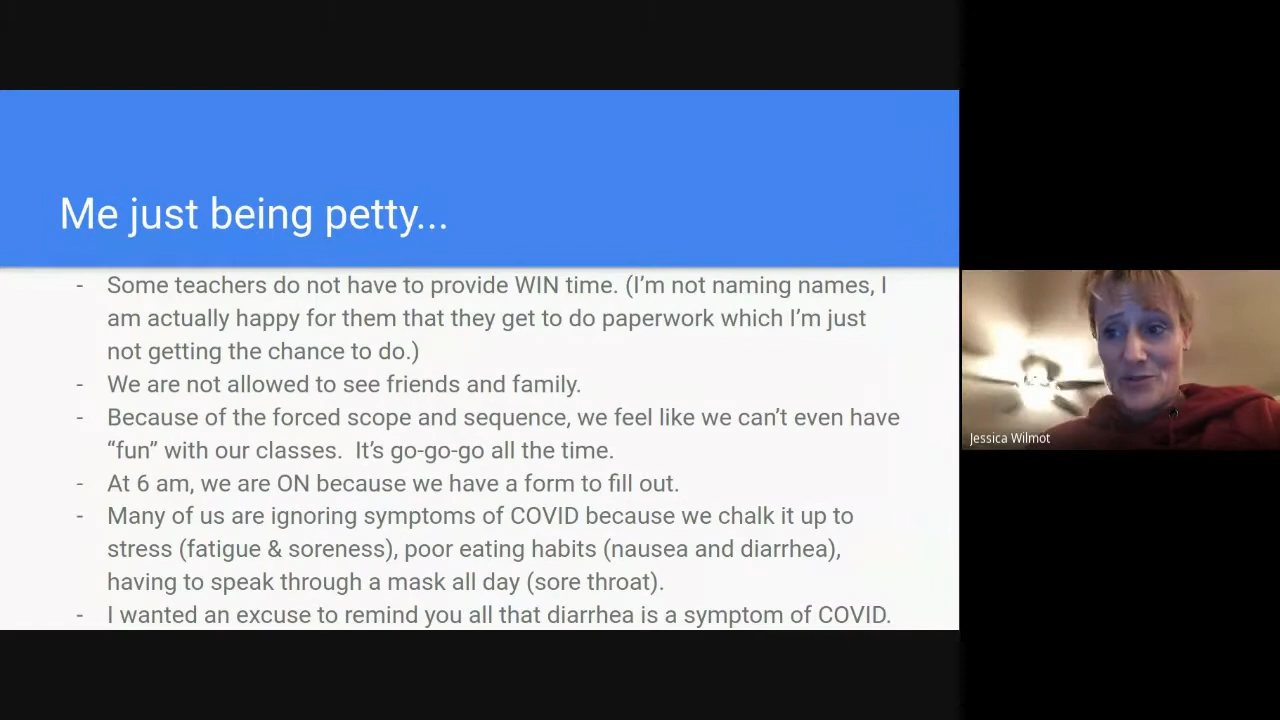 Me just being petty...
- Some teachers do not have to provide WIN time. (I’m not naming names, I
am actually happy for them that they get to do paperwork which I’m just
not getting the chance to do.)
- We are not allowed to see friends and family.
- Because of the forced scope and sequence, we feel like we can’t even have
“fun” with our classes.  It’s go-go-go all the time.
- At 6 am, we are ON because we have a form to fill out.
- Many of us are ignoring symptoms of COVID because we chalk it up to
stress (fatigue & soreness), poor eating habits (nausea and diarrhea),
having to speak through a mask all day (sore throat).
- I wanted an excuse to remind you all that diarrhea is a symptom of COVID.
Jessica Wilmot